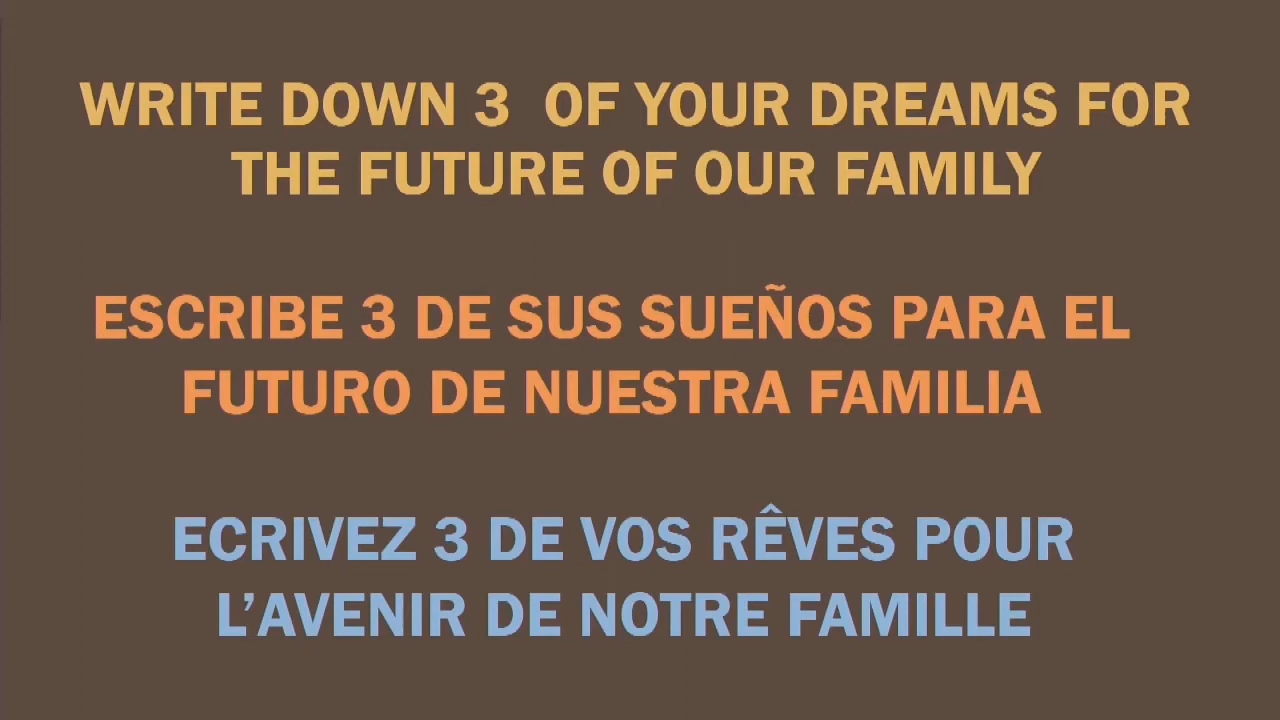 WRITE DOWN 3  OF YOUR DREAMS FOR
THE FUTURE OF OUR FAMILY
ESCRIBE 3 DE SUS SUEÑOS PARA EL
FUTURO DE NUESTRA FAMILIA
ECRIVEZ 3 DE VOS RÊVES POUR
L’AVENIR DE NOTRE FAMILLE